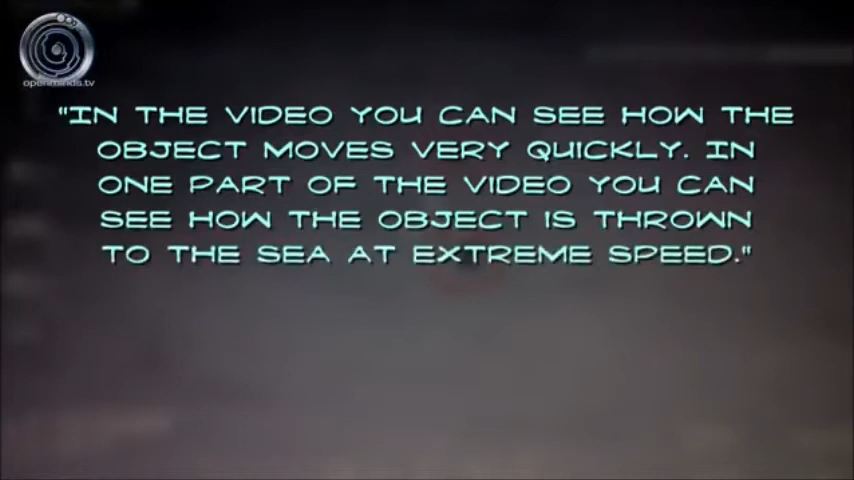 openminds.tv
"IN THE VIDEO YOU CAN SEE HOW THE
OBJECT MOVES VERY QUICKLY. IN
ONE PART OF THE VIDEO YOU CAN
SEE HOW THE OBJECT IS THROWN
TO THE SEA AT EXTREME SPEED."